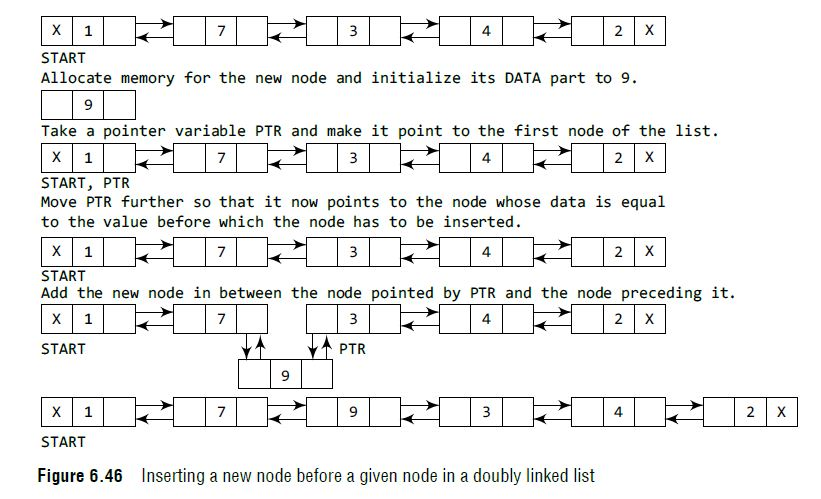 X 1 7 3 4 2 X
START
Allocate memory for the new node and initialize its DATA part to 9.
9
Take a pointer variable PTR and make it point to the first node of the list.
X 1 7 3 4 2 X
START, PTR
Move PTR further so that it now points to the node whose data is equal
to the value before which the node has to be inserted.
X 1 7 3 4 2 X
START
Add the new node in between the node pointed by PTR and the node preceding it.
X 1 7 3 4 2 X
START PTR
9
X 1 7 9 3 4 2 X
START
Figure 6.46 Inserting a new node before a given node in a doubly linked list